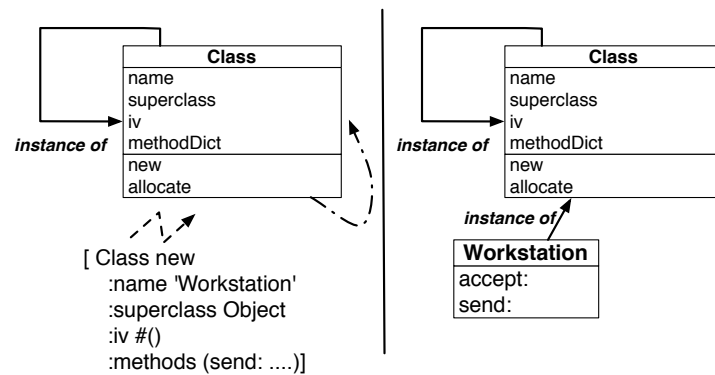 Class
name
superclass
iv
methodDict
instance of
new
allocate
[ Class new
:name 'Workstation'
:superclass Object
:iv #()
:methods (send: ....)]
Class
name
superclass
iv
methodDict
instance of
new
allocate
instance of
Workstation
accept:
send: